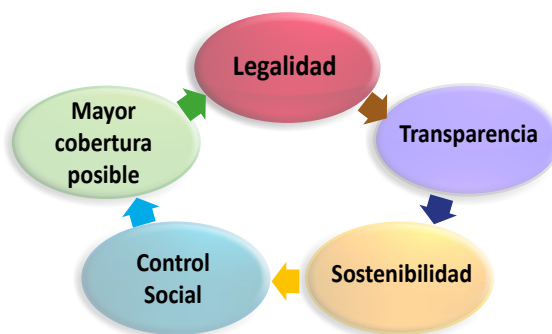 Legalidad
Transparencia
Sostenibilidad
Control
Social
Mayor
cobertura
posible